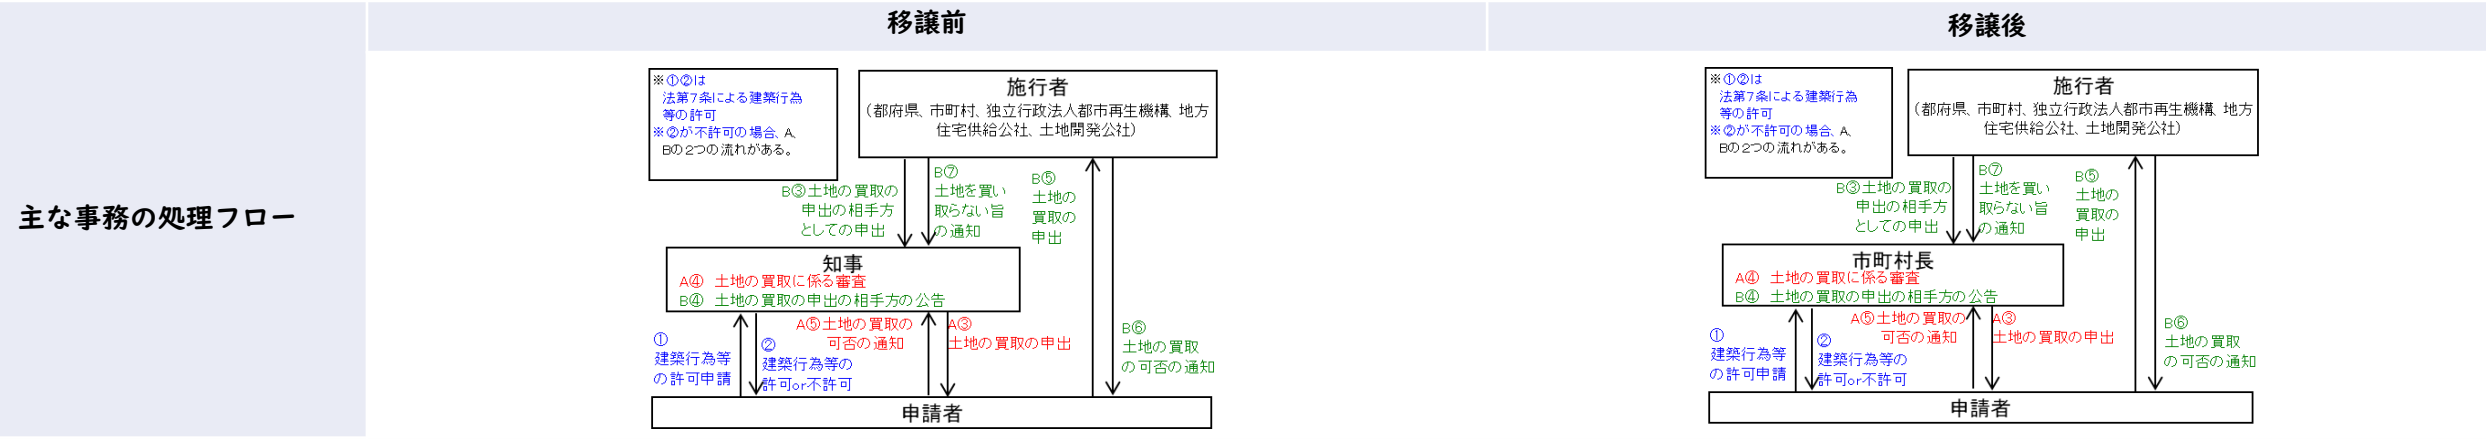 移譲前
移譲後
主な事務の処理フロー
※①②は
法第7条による建築行為
等の許可
※②が不許可の場合、A、
Bの2つの流れがある。
施行者
（都府県、市町村、独立行政法人都市再生機構、地方
住宅供給公社、土地開発公社）
B③土地の買取の
申出の相手方
としての申出
B⑦
土地を買い
取らない旨
の通知
B⑤
土地の
買取の
申出
知事
A④ 土地の買取に係る審査
B④ 土地の買取の申出の相手方の公告
①
建築行為等
の許可申請
②
建築行為等の
許可or不許可
A⑤土地の買取の
可否の通知
A③
土地の買取の申出
B⑥
土地の買取
の可否の通知
申請者
※①②は
法第7条による建築行為
等の許可
※②が不許可の場合、A、
Bの2つの流れがある。
施行者
（都府県、市町村、独立行政法人都市再生機構、地方
住宅供給公社、土地開発公社）
B③土地の買取の
申出の相手方
としての申出
B⑦
土地を買い
取らない旨
の通知
B⑤
土地の
買取の
申出
市町村長
A④ 土地の買取に係る審査
B④ 土地の買取の申出の相手方の公告
①
建築行為等
の許可申請
②
建築行為等の
許可or不許可
A⑤土地の買取の
可否の通知
A③
土地の買取の申出
B⑥
土地の買取
の可否の通知
申請者